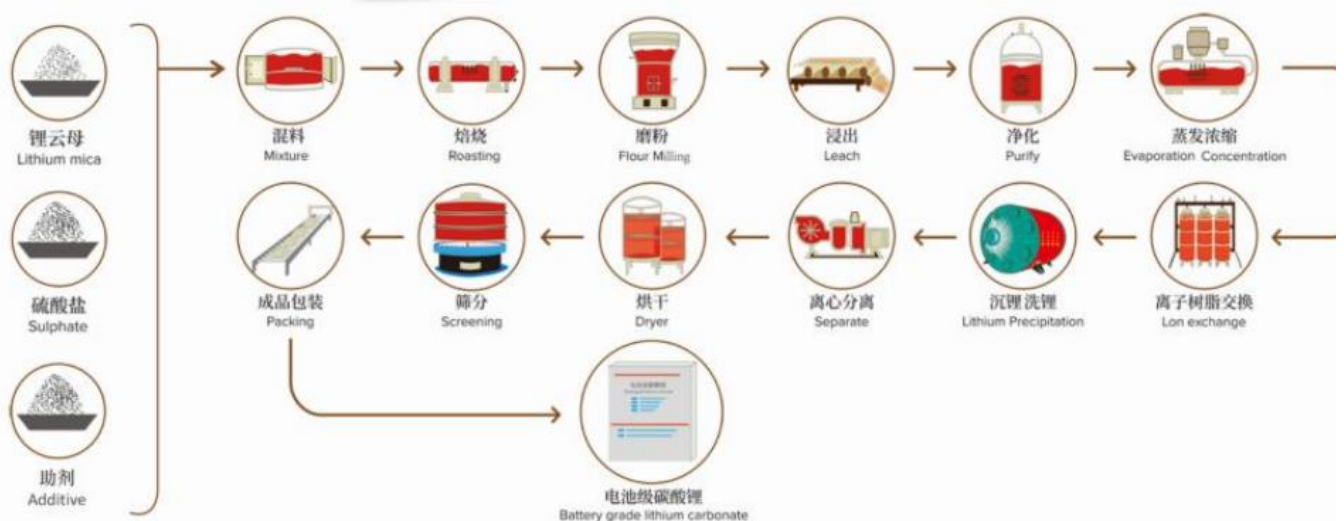 锂云母
Lithium mica
硫酸盐
Sulphate
助剂
Additive
混料
Mixture
焙烧
Roasting
磨粉
Flour Milling
浸出
Leach
净化
Purify
蒸发浓缩
Evaporation Concentration
离子树脂交换
Lon exchange
沉锂洗锂
Lithium Precipitation
离心分离
Separate
烘干
Dryer
筛分
Screening
成品包装
Packing
电池级碳酸锂
Battery grade lithium carbonate